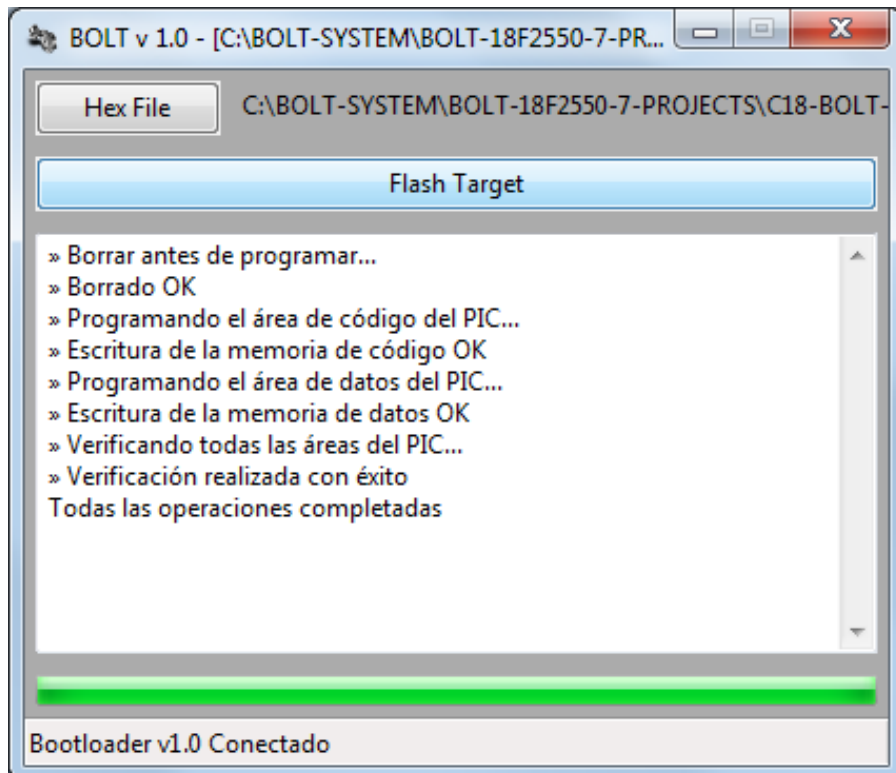 BOLT v 1.0 - [C:\BOLT-SYSTEM\BOLT-18F2550-7-PR...
Hex File
C:\BOLT-SYSTEM\BOLT-18F2550-7-PROJECTS\C18-BOLT-
Flash Target
» Borrar antes de programar...
» Borrado OK
» Programando el área de código del PIC...
» Escritura de la memoria de código OK
» Programando el área de datos del PIC...
» Escritura de la memoria de datos OK
» Verificando todas las áreas del PIC...
» Verificación realizada con éxito
Todas las operaciones completadas
Bootloader v1.0 Conectado